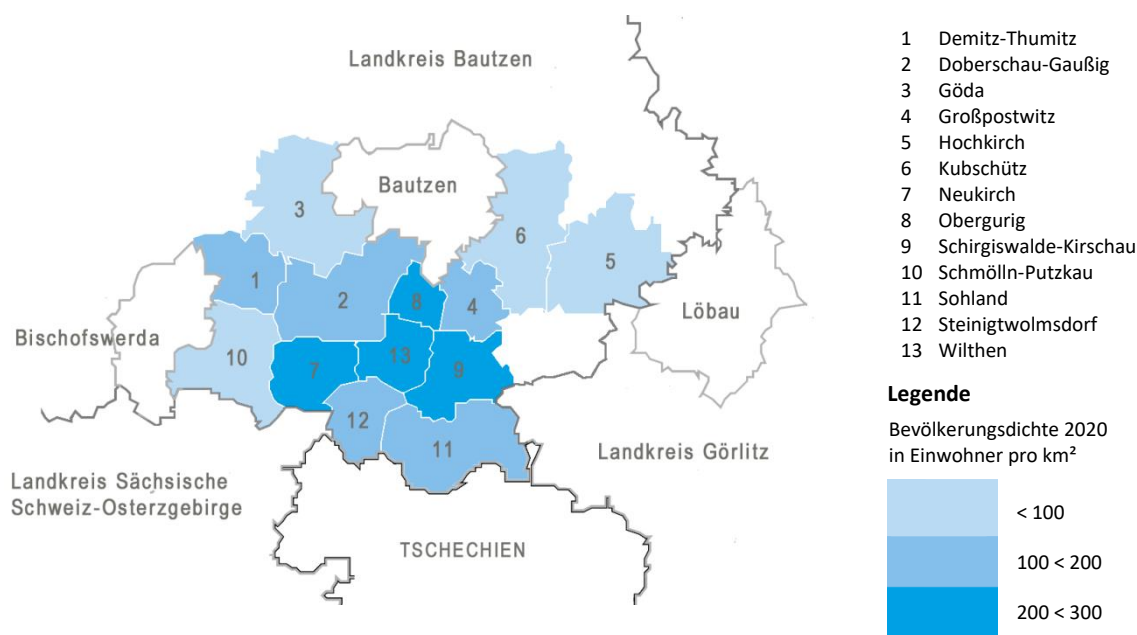 Landkreis Bautzen
Bautzen
3
6
5
1
2
8
4
Löbau
Bischofswerda
10
7
13
9
12
11
Landkreis Görlitz
Landkreis Sächsische
Schweiz-Osterzgebirge
TSCHECHIEN
1 Demitz-Thumitz
2 Doberschau-Gaußig
3 Göda
4 Großpostwitz
5 Hochkirch
6 Kubschütz
7 Neukirch
8 Obergurig
9 Schirgiswalde-Kirschau
10 Schmölln-Putzkau
11 Sohland
12 Steinigtwolmsdorf
13 Wilthen
Legende
Bevölkerungsdichte 2020
in Einwohner pro km²
< 100
100 < 200
200 < 300